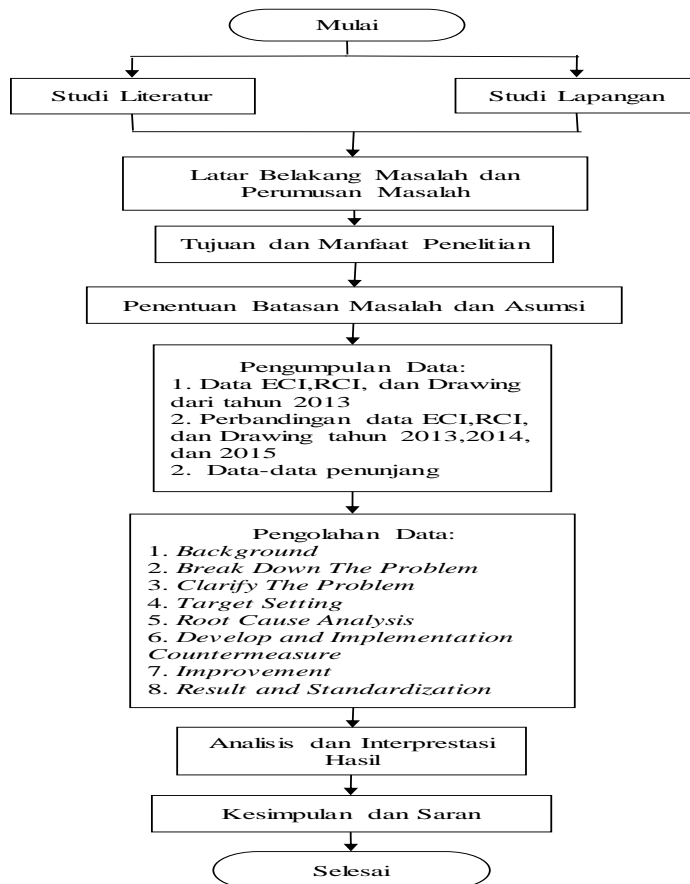 Mulai
Studi Literatur
Studi Lapangan
Latar Belakang Masalah dan
Perumusan Masalah
Tujuan dan Manfaat Penelitian
Penentuan Batasan Masalah dan Asumsi
Pengumpulan Data:
1. Data ECI,RCI, dan Drawing
dari tahun 2013
2. Perbandingan data ECI,RCI,
dan Drawing tahun 2013,2014,
dan 2015
2. Data-data penunjang
Pengolahan Data:
1. Background
2. Break Down The Problem
3. Clarify The Problem
4. Target Setting
5. Root Cause Analysis
6. Develop and Implementation
Countermeasure
7. Improvement
8. Result and Standardization
Analisis dan Interprestasi
Hasil
Kesimpulan dan Saran
Selesai